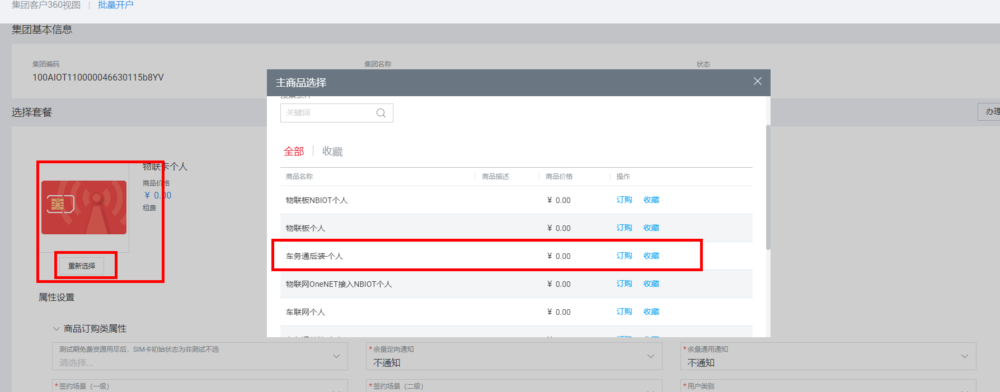 集团客户360视图 | 批量开户
集团基本信息
集团编码
集团名称
状态
100AIOT110000046630115b8YV
选择套餐
办理
物联卡个人
商品价格
¥ 0.00
租费
重新选择
主商品选择
搜索条件
关键词
全部 | 收藏
商品名称 商品描述 商品价格 操作
物联板NBIOT个人 ¥ 0.00 订购 收藏
物联板个人 ¥ 0.00 订购 收藏
车务通后装-个人 ¥ 0.00 订购 收藏
物联网OneNET接入NBIOT个人 ¥ 0.00 订购 收藏
车联网个人 ¥ 0.00 订购 收藏
属性设置
商品订购类属性
测试期免费资源用尽后，SIM卡初始状态为非测试不选
请选择...
*余量定向通知
不通知
*余量通用通知
不通知
*签约场景（一级）
*签约场景（二级）
*用户类别